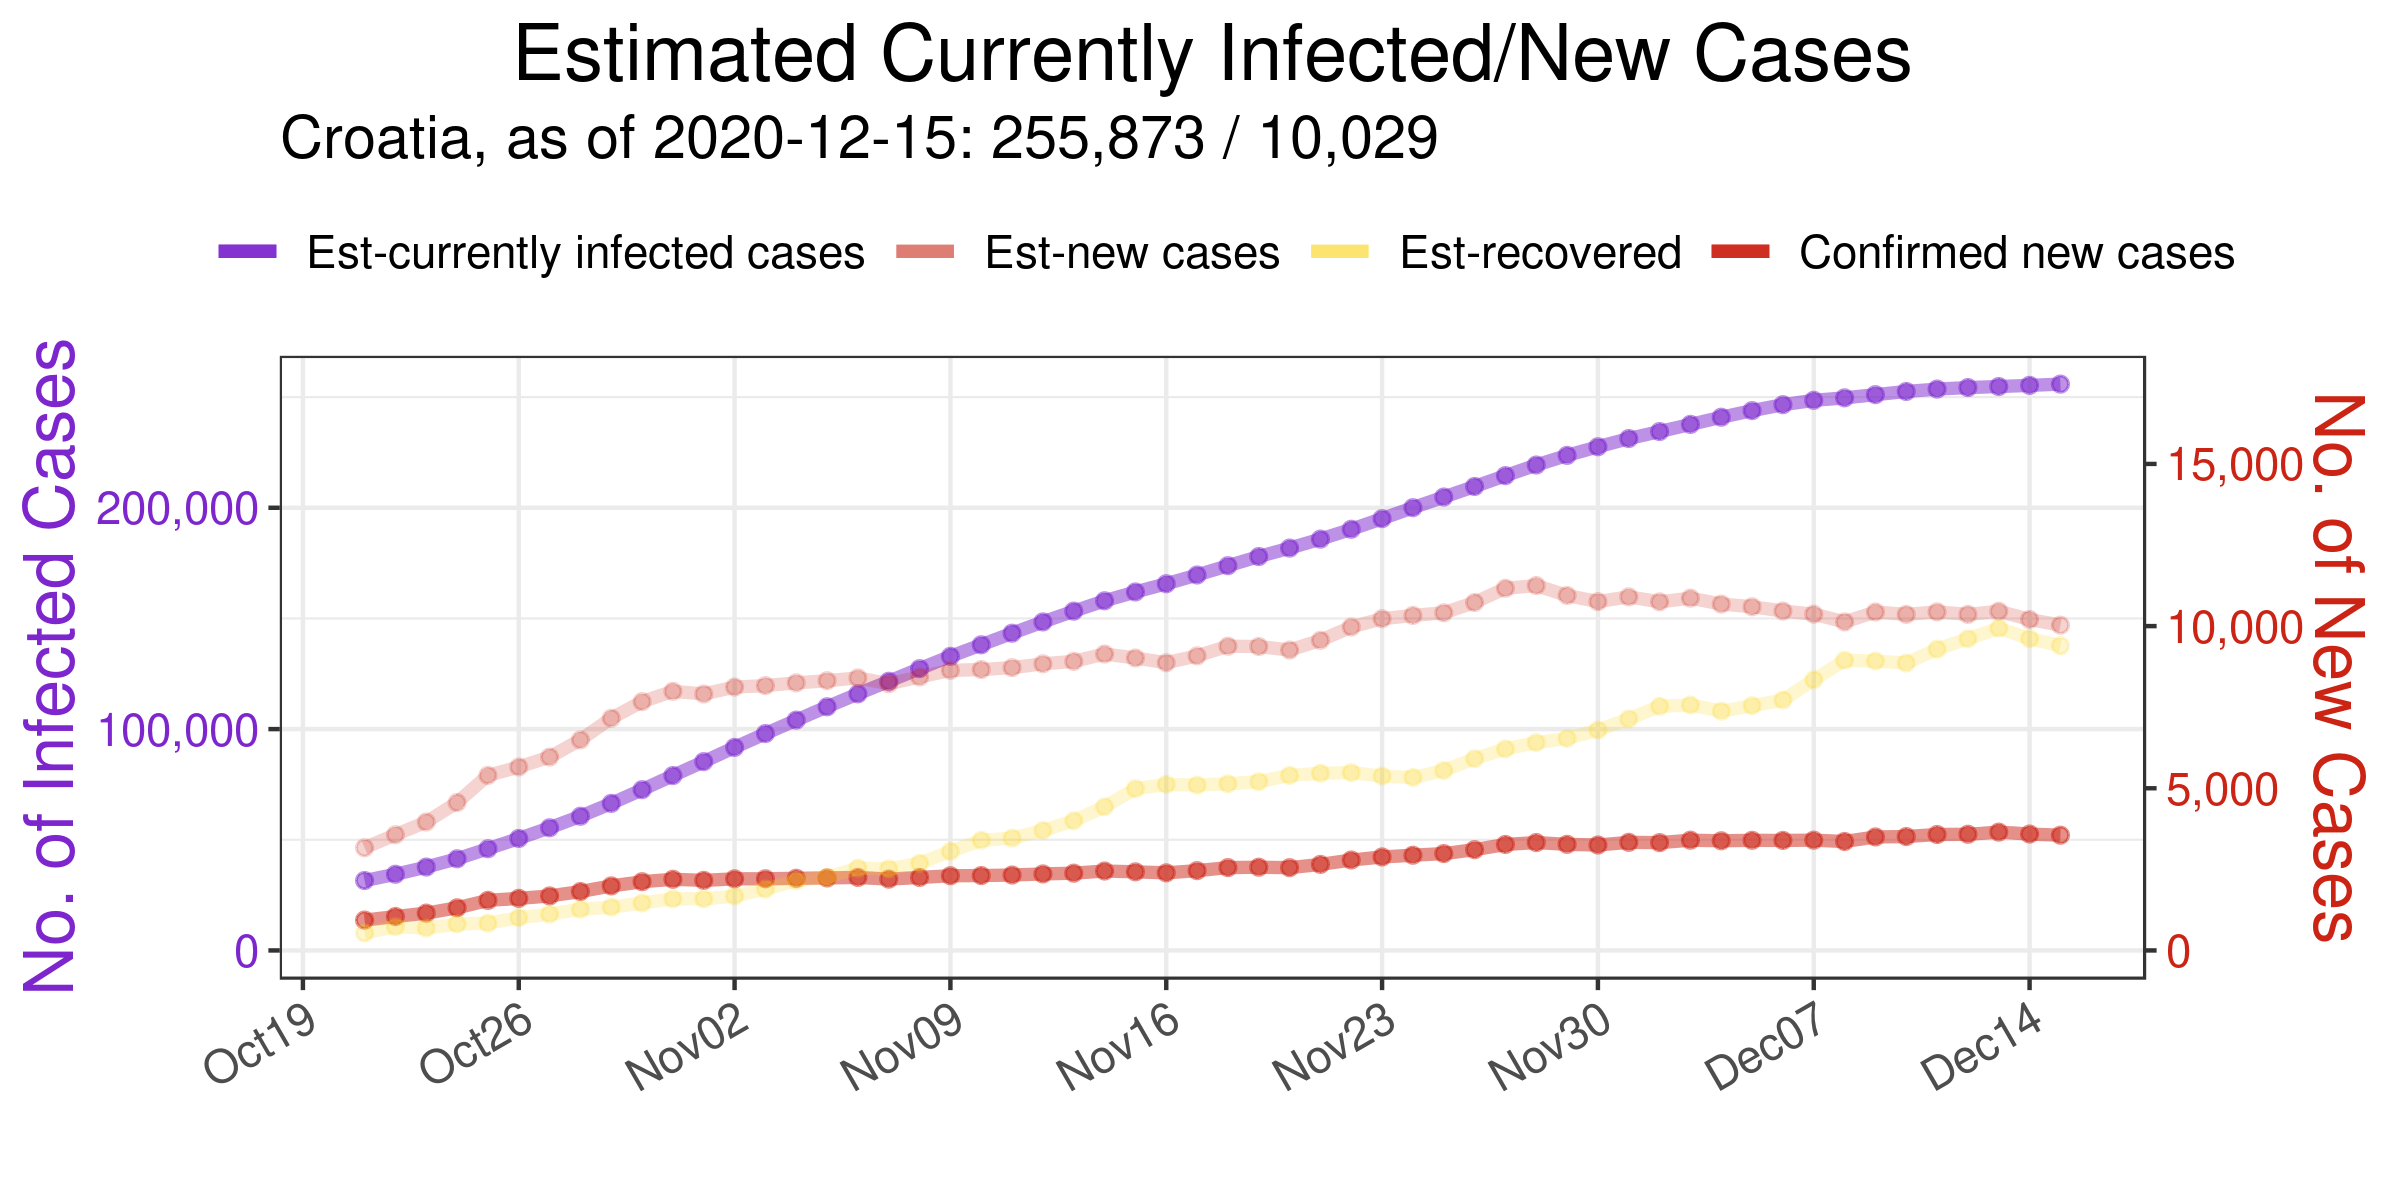 Estimated Currently Infected/New Cases
Croatia, as of 2020-12-15: 255,873 / 10,029
Est-currently infected cases Est-new cases Est-recovered Confirmed new cases
No. of Infected Cases
200,000
100,000
0
15,000
10,000
5,000
0
No. of New Cases
Oct19 Oct26 Nov02 Nov09 Nov16 Nov23 Nov30 Dec07 Dec14